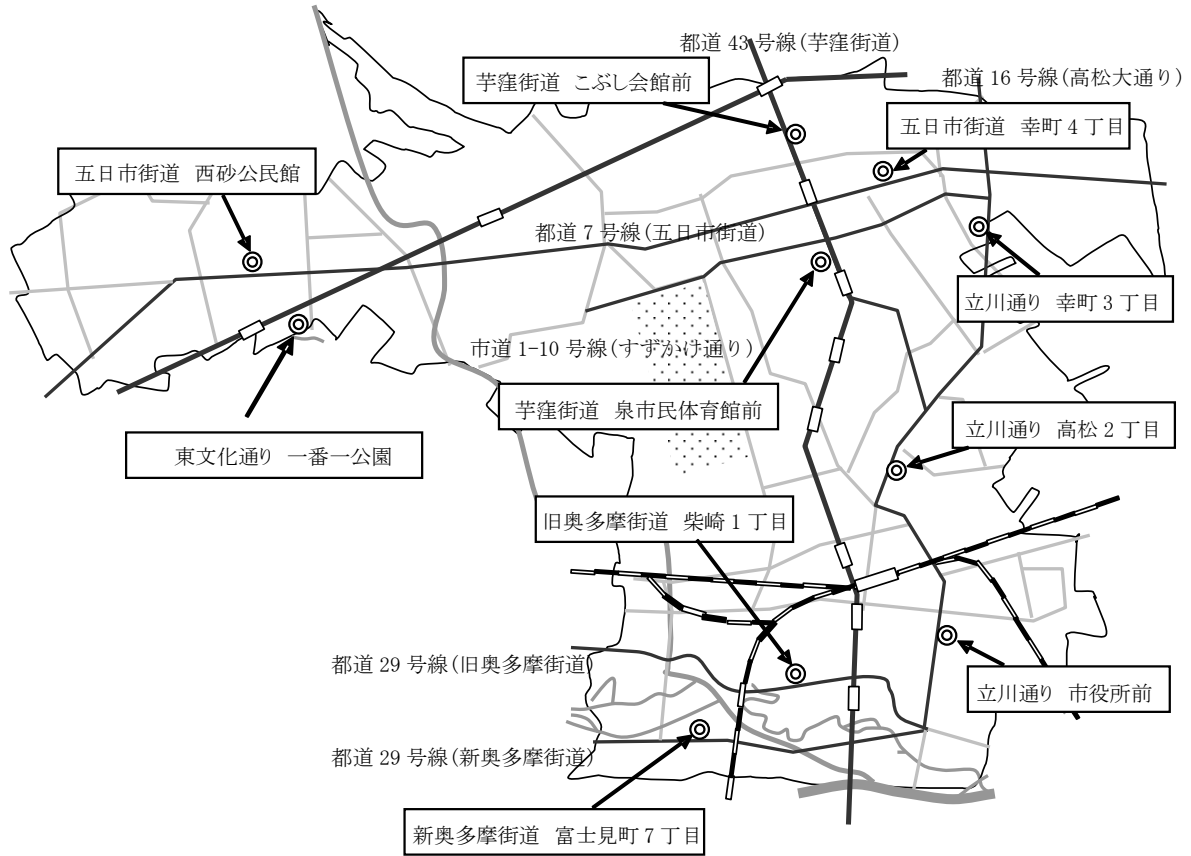 都道 43 号線(芋窪街道)
芋窪街道 こぶし会館前
都道 16 号線(高松大通り)
五日市街道 幸町 4 丁目
五日市街道 西砂公民館
都道 7 号線(五日市街道)
立川通り 幸町 3 丁目
市道 1-10 号線(すずかけ通り)
芋窪街道 泉市民体育館前
立川通り 高松 2 丁目
東文化通り 一番一公園
旧奥多摩街道 柴崎 1 丁目
都道 29 号線(旧奥多摩街道)
立川通り 市役所前
都道 29 号線(新奥多摩街道)
新奥多摩街道 富士見町 7 丁目